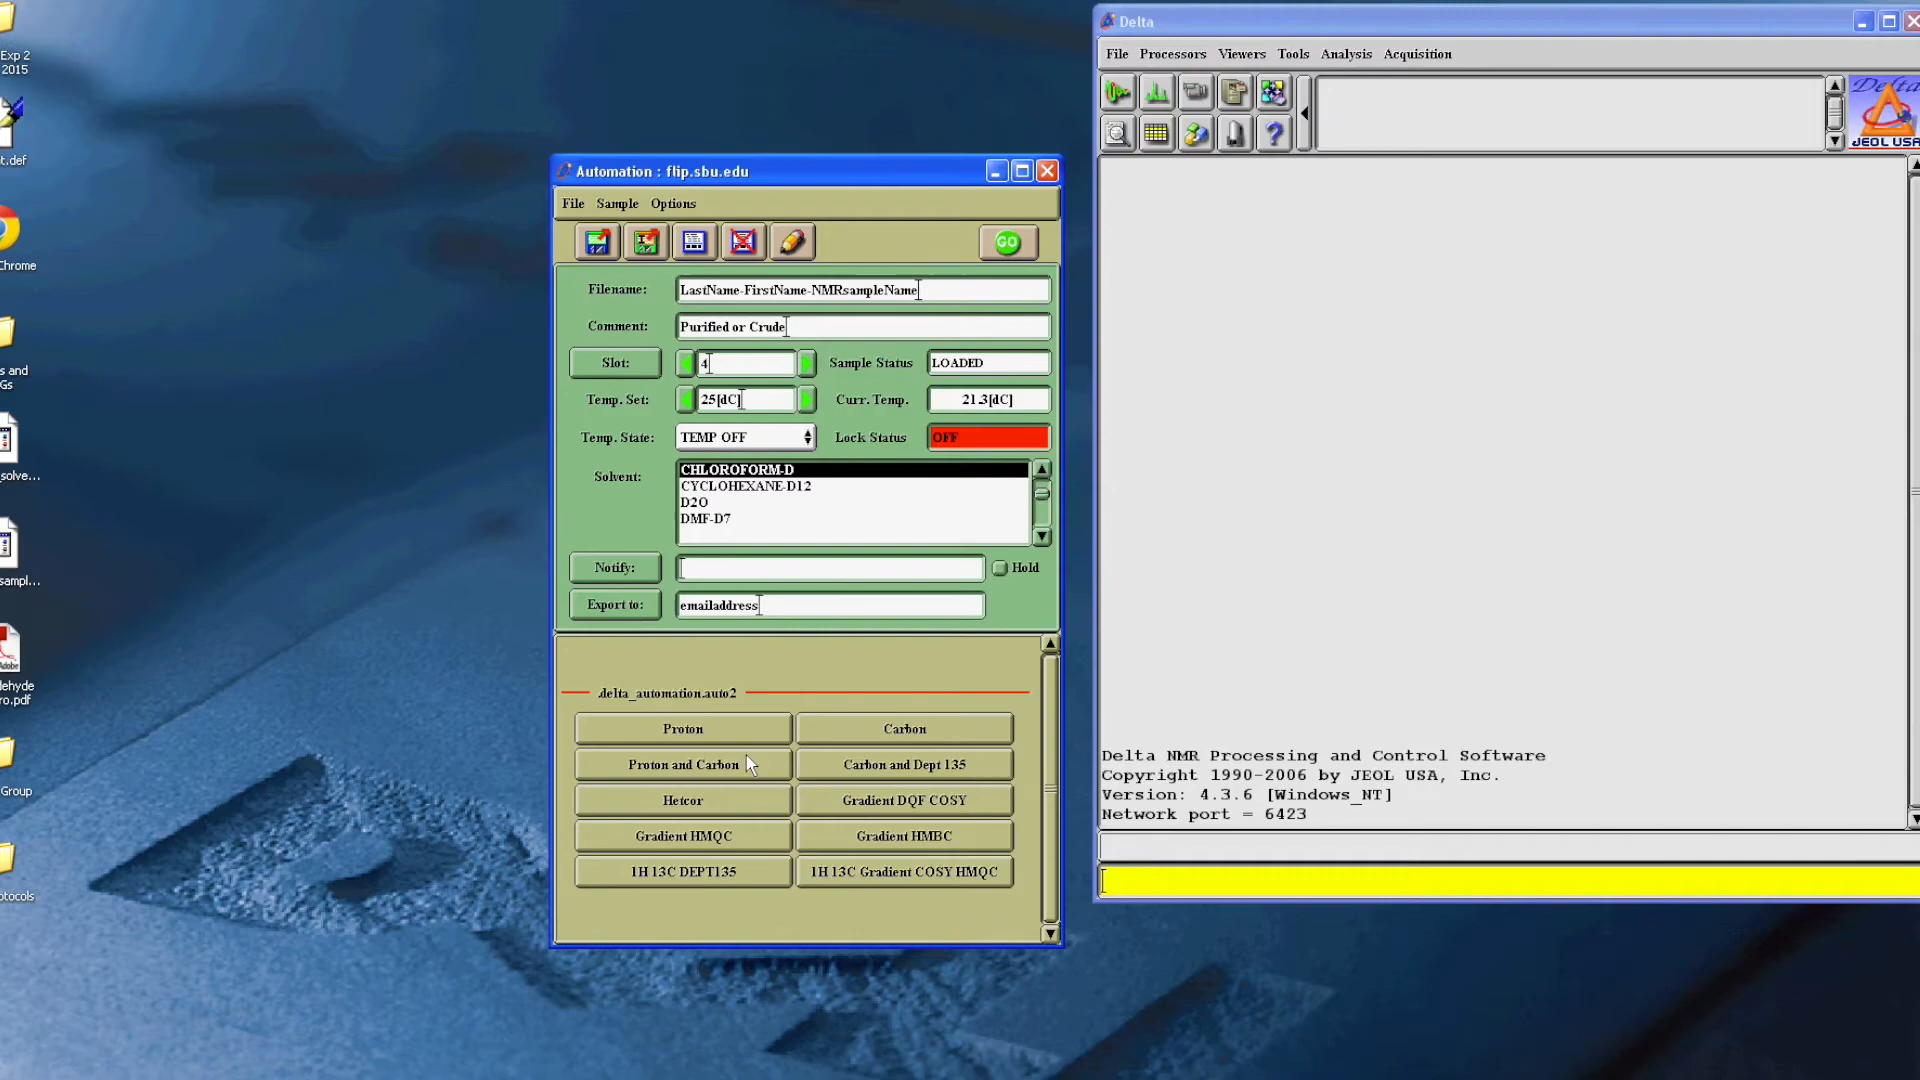 Exp 2
2015
t.def
Chrome
s and
Gs
_solve...
sampl...
Adobe
dehyde
ro.pdf
Group
otocols
Automation : flip.sbu.edu
File Sample Options
GO
Filename: LastName-FirstName-NMRsampleName
Comment: Purified or Crude
Slot: 4 Sample Status LOADED
Temp. Set: 25[dC] Curr. Temp. 21.3[dC]
Temp. State: TEMP OFF Lock Status OFF
Solvent: CHLOROFORM-D
CYCLOHEXANE-D12
D2O
DMF-D7
Notify: Hold
Export to: emailaddress
.delta_automation.auto2
Proton Carbon
Proton and Carbon Carbon and Dept 135
Hetcor Gradient DQF COSY
Gradient HMQC Gradient HMBC
1H 13C DEPT135 1H 13C Gradient COSY HMQC
Delta
File Processors Viewers Tools Analysis Acquisition
Delta
JEOL USA
Delta NMR Processing and Control Software
Copyright 1990-2006 by JEOL USA, Inc.
Version: 4.3.6 [Windows_NT]
Network port = 6423